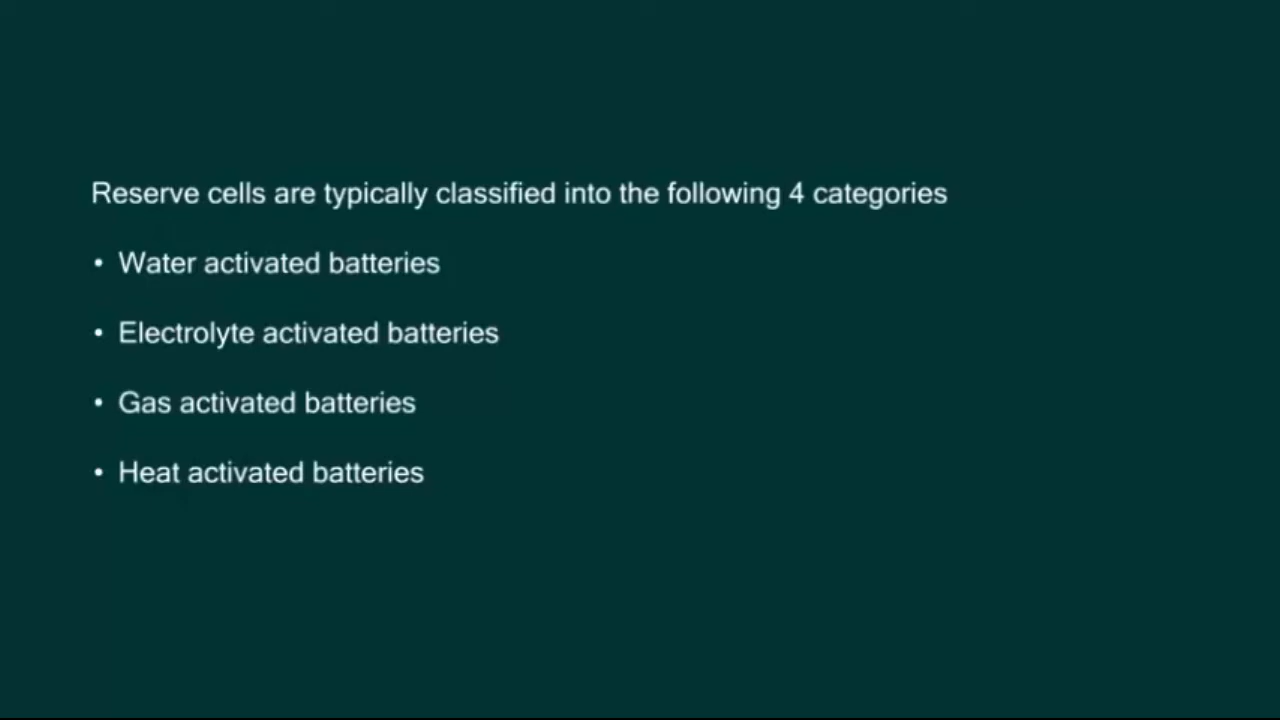 Reserve cells are typically classified into the following 4 categories
• Water activated batteries
• Electrolyte activated batteries
• Gas activated batteries
• Heat activated batteries